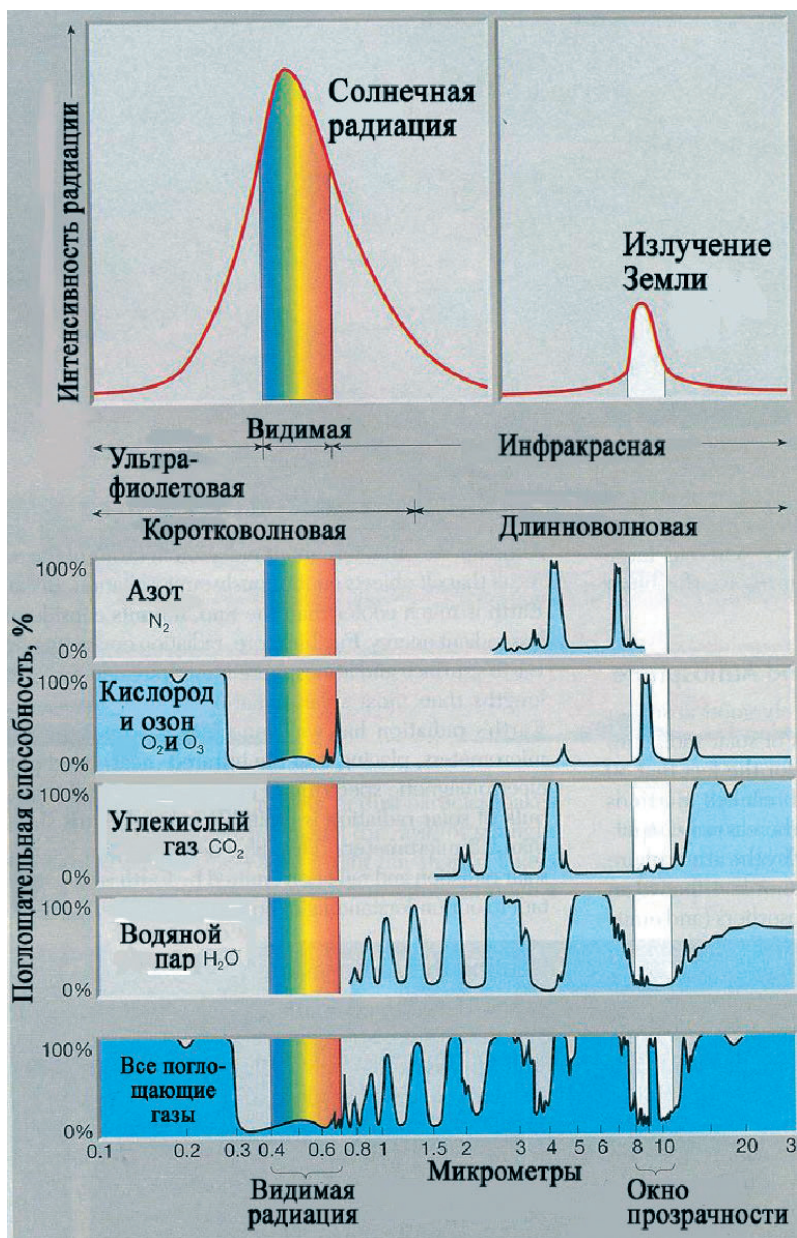 Интенсивность радиации
Солнечная
радиация
Излучение
Земли
Видимая
Ультра-
фиолетовая
Инфракрасная
Коротковолновая
Длинноволновая
Поглощательная способность, %
100%
Азот
N₂
0%
100%
Кислород
и озон
O₂ и O₃
0%
100%
Углекислый
газ CO₂
0%
100%
Водяной
пар H₂O
0%
100%
Все погло-
щающие
газы
0%
0.1 0.2 0.3 0.4 0.6 0.8 1 1.5 2 3 4 5 6 8 10 20 3
Микрометры
Видимая
радиация
Окно
прозрачности